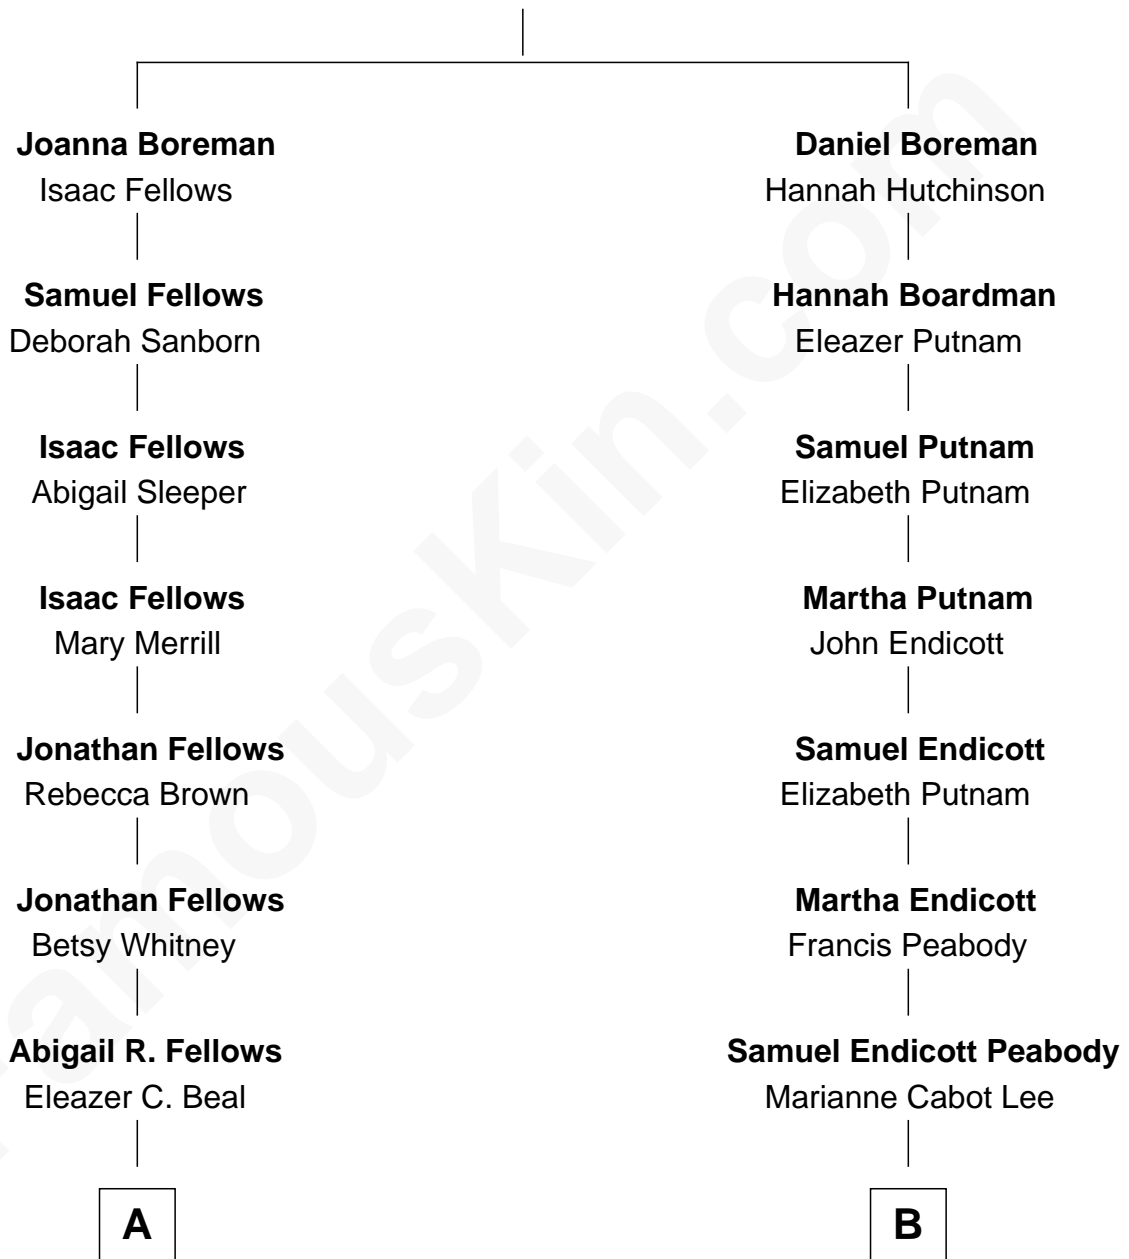 Joanna Boreman
Isaac Fellows
Samuel Fellows
Deborah Sanborn
Isaac Fellows
Abigail Sleeper
Isaac Fellows
Mary Merrill
Jonathan Fellows
Rebecca Brown
Jonathan Fellows
Betsy Whitney
Abigail R. Fellows
Eleazer C. Beal
A
Daniel Boreman
Hannah Hutchinson
Hannah Boardman
Eleazer Putnam
Samuel Putnam
Elizabeth Putnam
Martha Putnam
John Endicott
Samuel Endicott
Elizabeth Putnam
Martha Endicott
Francis Peabody
Samuel Endicott Peabody
Marianne Cabot Lee
B
FamousKin.com